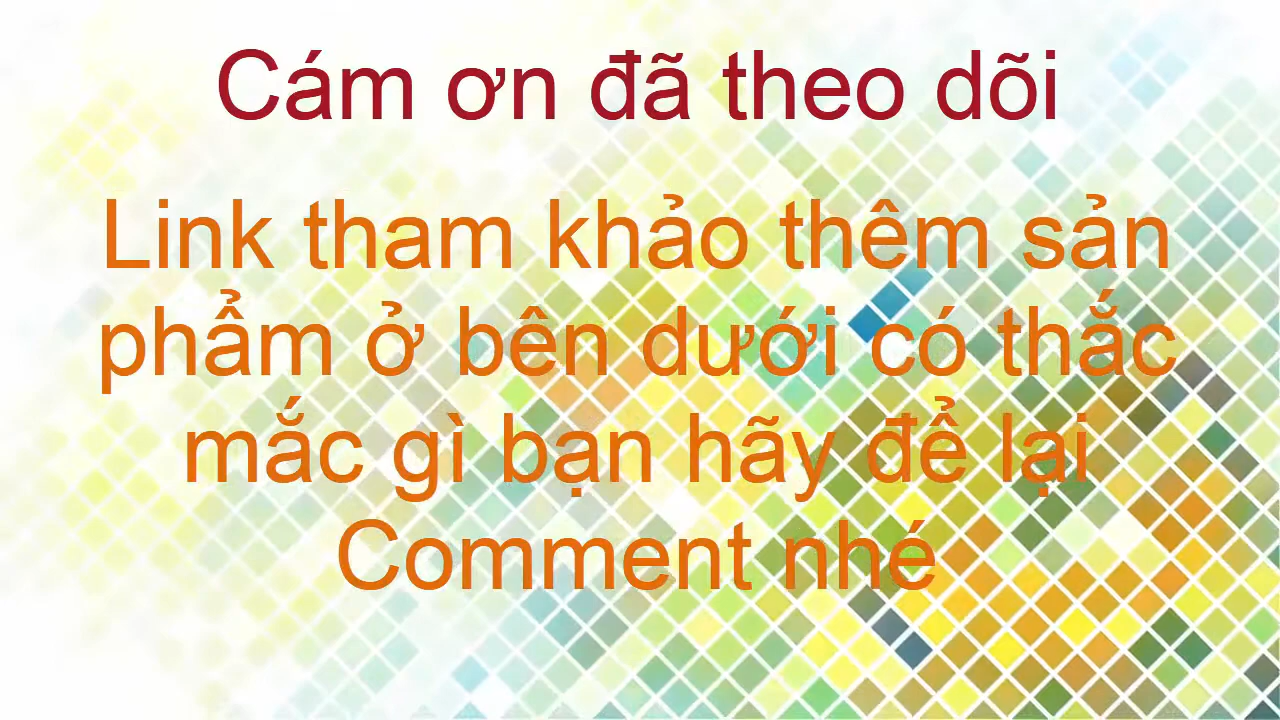 Cám ơn đã theo dõi
Link tham khảo thêm sản
phẩm ở bên dưới có thắc
mắc gì bạn hãy để lại
Comment nhé